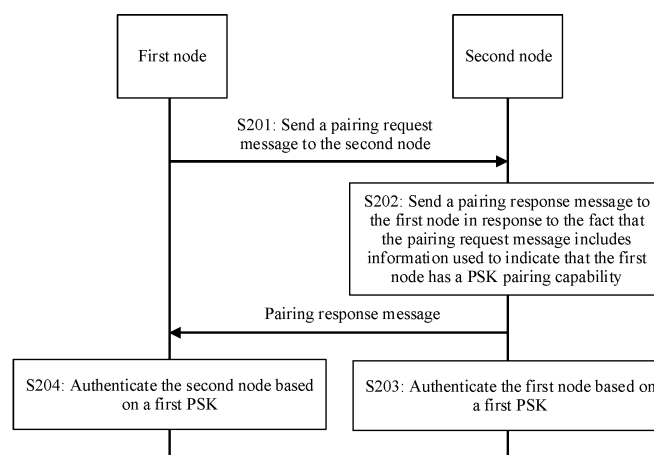 First node
Second node
S201: Send a pairing request
message to the second node
S202: Send a pairing response message to
the first node in response to the fact that
the pairing request message includes
information used to indicate that the first
node has a PSK pairing capability
Pairing response message
S204: Authenticate the second node based
on a first PSK
S203: Authenticate the first node based on
a first PSK